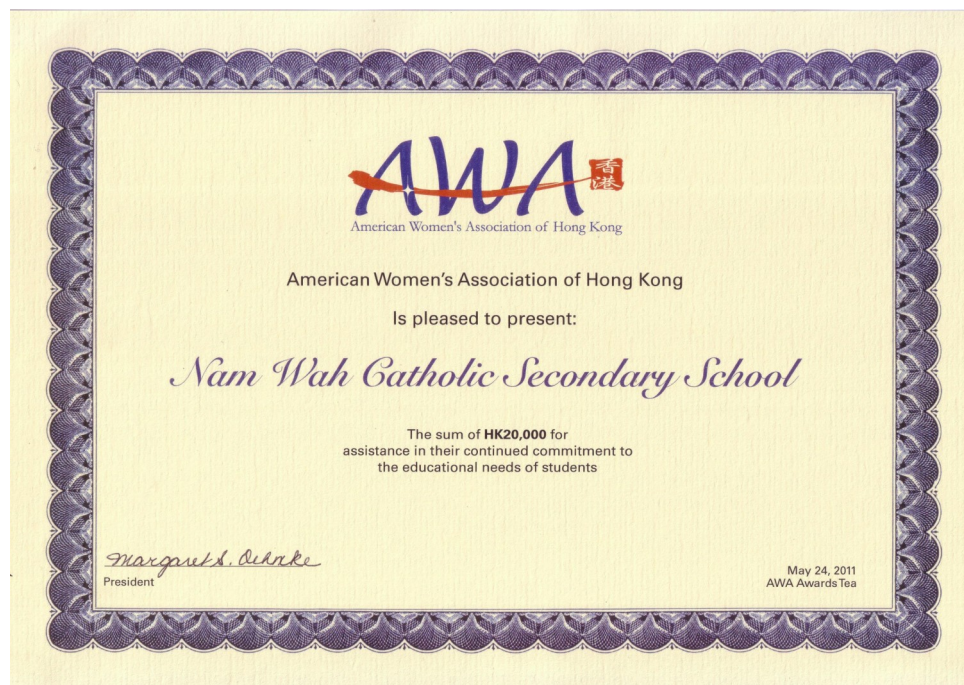 AWA 香港
American Women's Association of Hong Kong
American Women's Association of Hong Kong
Is pleased to present:
Nam Wah Catholic Secondary School
The sum of HK20,000 for
assistance in their continued commitment to
the educational needs of students
Margaret S.
President
May 24, 2011
AWA Awards Tea